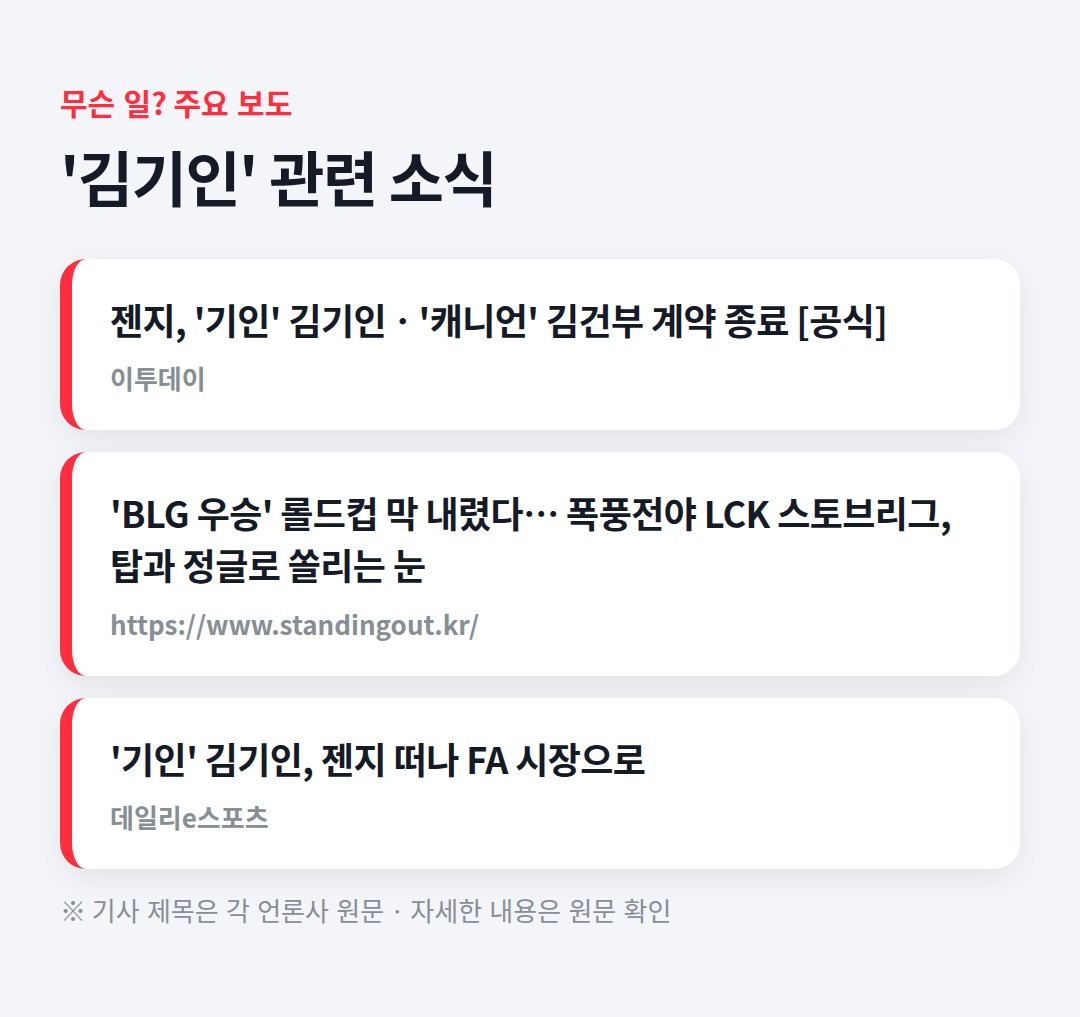 무슨 일? 주요 보도
'김기인' 관련 소식
젠지, '기인' 김기인 · '캐니언' 김건부 계약 종료 [공식]
이투데이
'BLG 우승' 롤드컵 막 내렸다… 폭풍전야 LCK 스토브리그,
탑과 정글로 쏠리는 눈
https://www.standingout.kr/
'기인' 김기인, 젠지 떠나 FA 시장으로
데일리e스포츠
※ 기사 제목은 각 언론사 원문 · 자세한 내용은 원문 확인